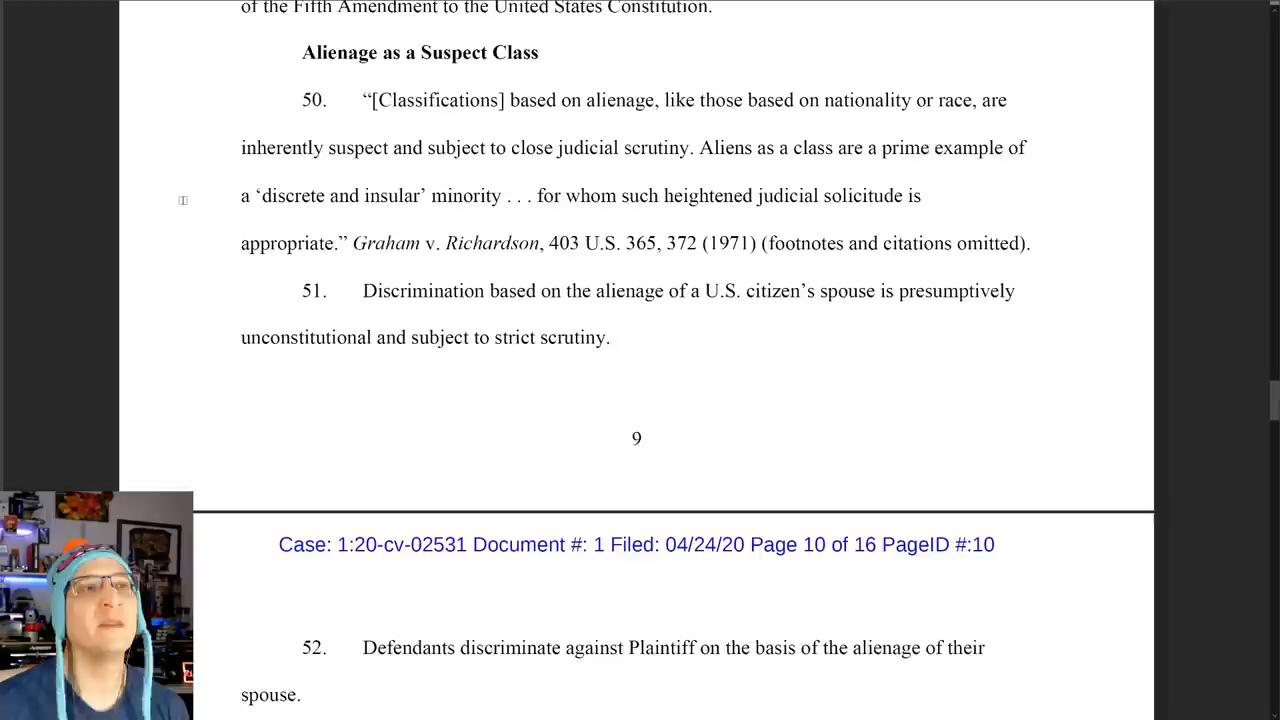 of the Fifth Amendment to the United States Constitution.
Alienage as a Suspect Class
50. “[Classifications] based on alienage, like those based on nationality or race, are
inherently suspect and subject to close judicial scrutiny. Aliens as a class are a prime example of
a ‘discrete and insular’ minority . . . for whom such heightened judicial solicitude is
appropriate.” Graham v. Richardson, 403 U.S. 365, 372 (1971) (footnotes and citations omitted).
51. Discrimination based on the alienage of a U.S. citizen’s spouse is presumptively
unconstitutional and subject to strict scrutiny.
9
Case: 1:20-cv-02531 Document #: 1 Filed: 04/24/20 Page 10 of 16 PageID #:10
52. Defendants discriminate against Plaintiff on the basis of the alienage of their
spouse.